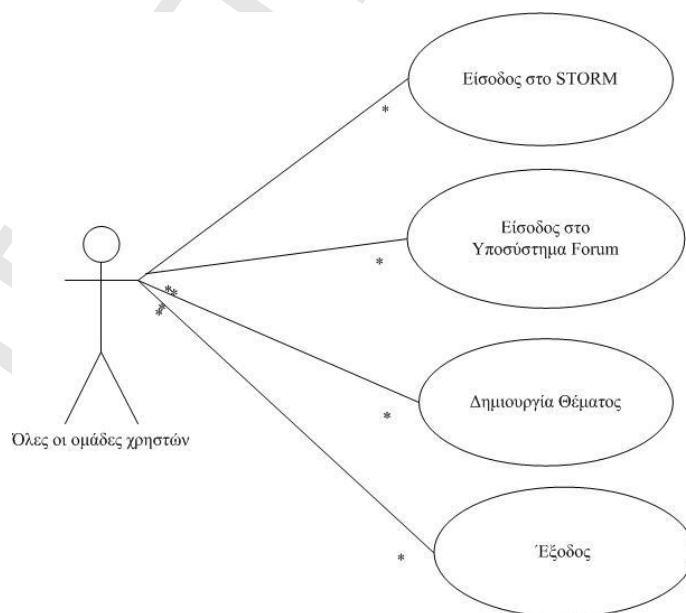 Είσοδος στο STORM
*
Είσοδος στο
Υποσύστημα Forum
*
**
**
Δημιουργία Θέματος
*
Όλες οι ομάδες χρηστών
Έξοδος
*